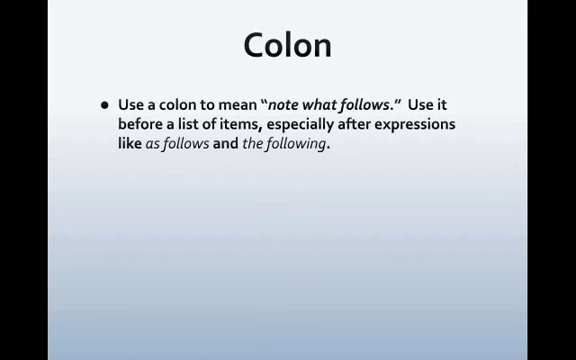 Colon
● Use a colon to mean “note what follows.” Use it
before a list of items, especially after expressions
like as follows and the following.